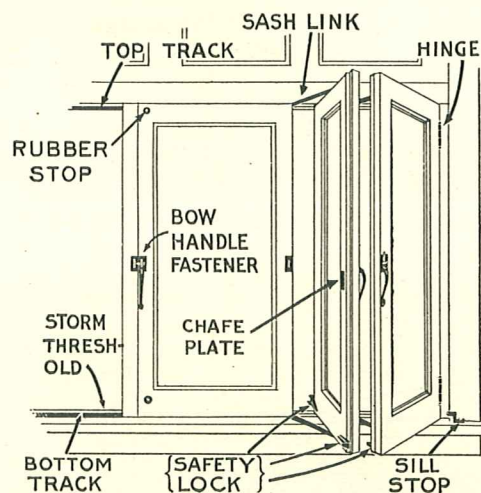 SASH LINK
TOP TRACK
HINGE
RUBBER
STOP
BOW
HANDLE
FASTENER
CHAFE
PLATE
STORM
THRESH-
OLD
BOTTOM
TRACK
{SAFETY}
{LOCK}
SILL
STOP